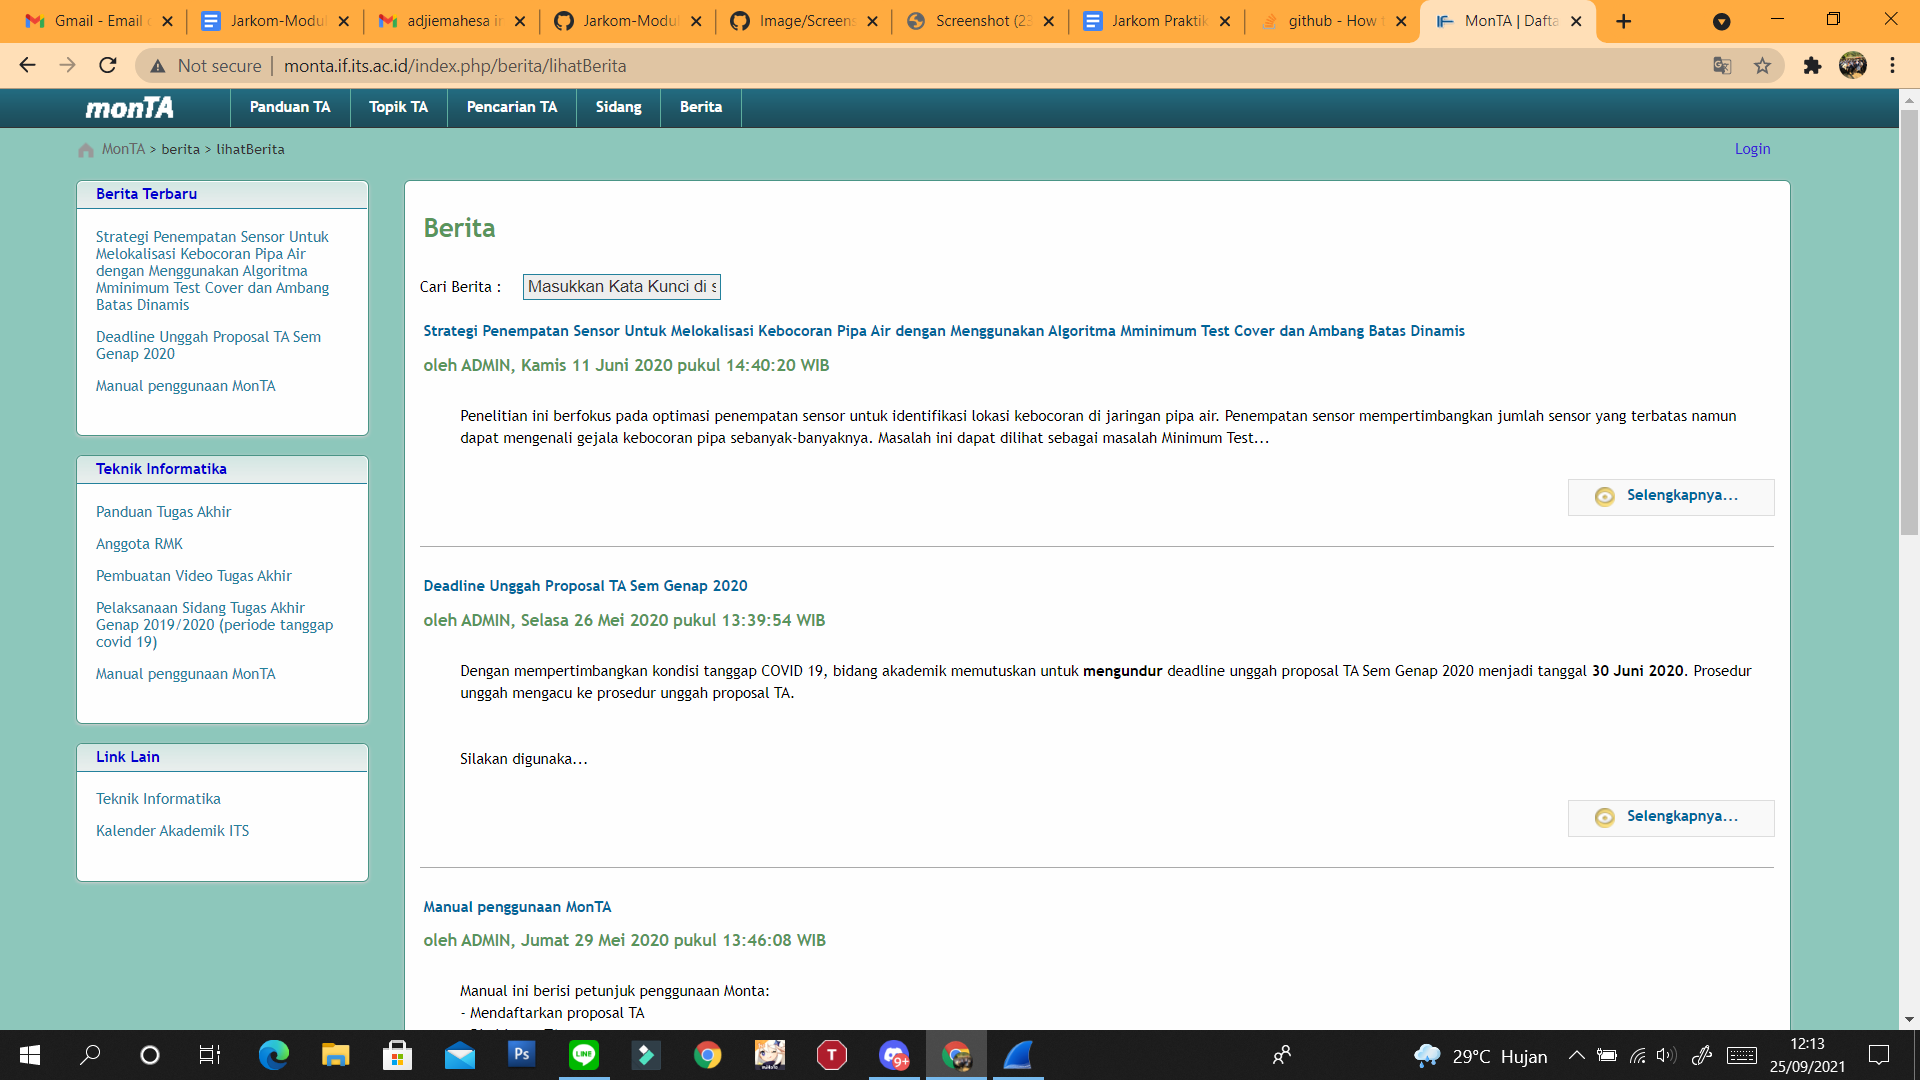 Gmail - Email
Jarkom-Modul
adjiemahesa
Jarkom-Modul
Image/Screens
Screenshot (23
Jarkom Praktik
github - How
MonTA | Dafta
Not secure | monta.if.its.ac.id/index.php/berita/lihatBerita
monTA
Panduan TA
Topik TA
Pencarian TA
Sidang
Berita
MonTA > berita > lihatBerita
Login
Berita Terbaru
Strategi Penempatan Sensor Untuk
Melokalisasi Kebocoran Pipa Air
dengan Menggunakan Algoritma
Mminimum Test Cover dan Ambang
Batas Dinamis
Deadline Unggah Proposal TA Sem
Genap 2020
Manual penggunaan MonTA
Teknik Informatika
Panduan Tugas Akhir
Anggota RMK
Pembuatan Video Tugas Akhir
Pelaksanaan Sidang Tugas Akhir
Genap 2019/2020 (periode tanggap
covid 19)
Manual penggunaan MonTA
Link Lain
Teknik Informatika
Kalender Akademik ITS
Berita
Cari Berita :
Masukkan Kata Kunci di s
Strategi Penempatan Sensor Untuk Melokalisasi Kebocoran Pipa Air dengan Menggunakan Algoritma Mminimum Test Cover dan Ambang Batas Dinamis
oleh ADMIN, Kamis 11 Juni 2020 pukul 14:40:20 WIB
Penelitian ini berfokus pada optimasi penempatan sensor untuk identifikasi lokasi kebocoran di jaringan pipa air. Penempatan sensor mempertimbangkan jumlah sensor yang terbatas namun
dapat mengenali gejala kebocoran pipa sebanyak-banyaknya. Masalah ini dapat dilihat sebagai masalah Minimum Test...
Selengkapnya...
Deadline Unggah Proposal TA Sem Genap 2020
oleh ADMIN, Selasa 26 Mei 2020 pukul 13:39:54 WIB
Dengan mempertimbangkan kondisi tanggap COVID 19, bidang akademik memutuskan untuk mengundur deadline unggah proposal TA Sem Genap 2020 menjadi tanggal 30 Juni 2020. Prosedur
unggah mengacu ke prosedur unggah proposal TA.
Silakan digunaka...
Selengkapnya...
Manual penggunaan MonTA
oleh ADMIN, Jumat 29 Mei 2020 pukul 13:46:08 WIB
Manual ini berisi petunjuk penggunaan Monta:
- Mendaftarkan proposal TA
Ps
LINE
T
9+
29°C Hujan
12:13
25/09/2021